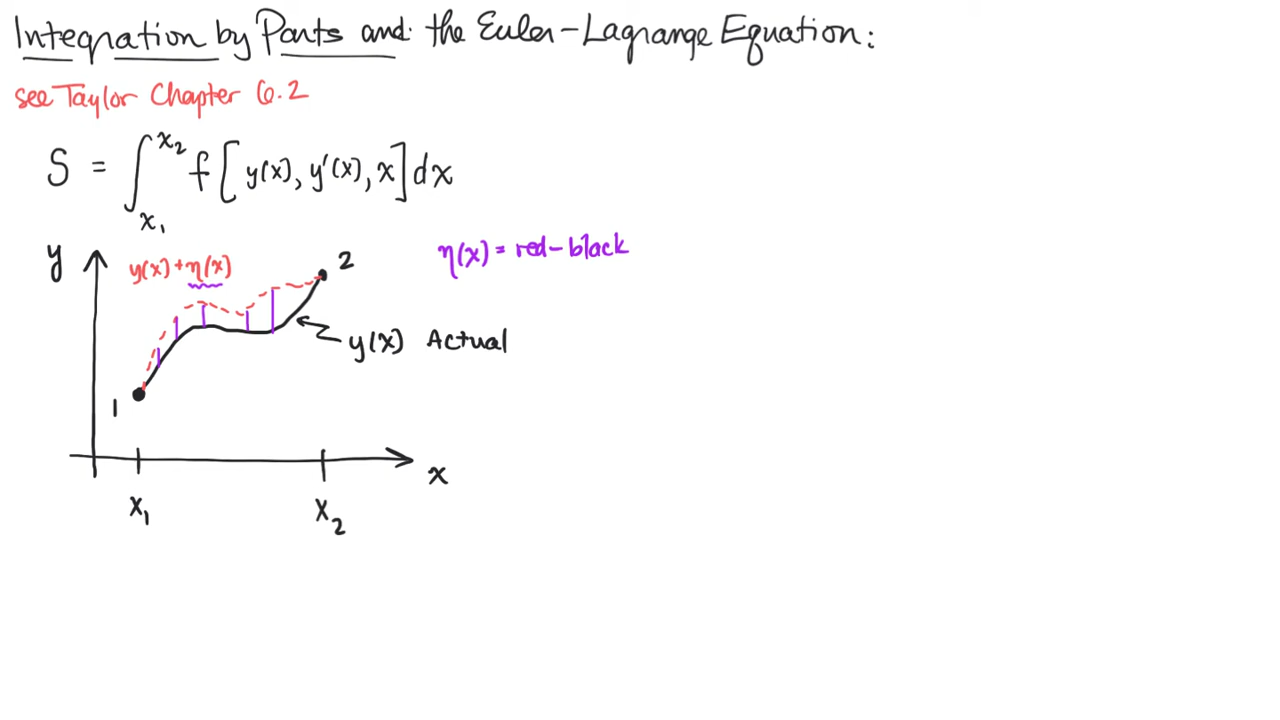 Integration by Parts and the Euler-Lagrange Equation:
see Taylor Chapter 6.2
S = ∫_{x₁}^{x₂} f[y(x), y'(x), x]dx
y
y(x)+η(x)
2
η(x) = red-black
y(x) Actual
1
x
x₁
x₂